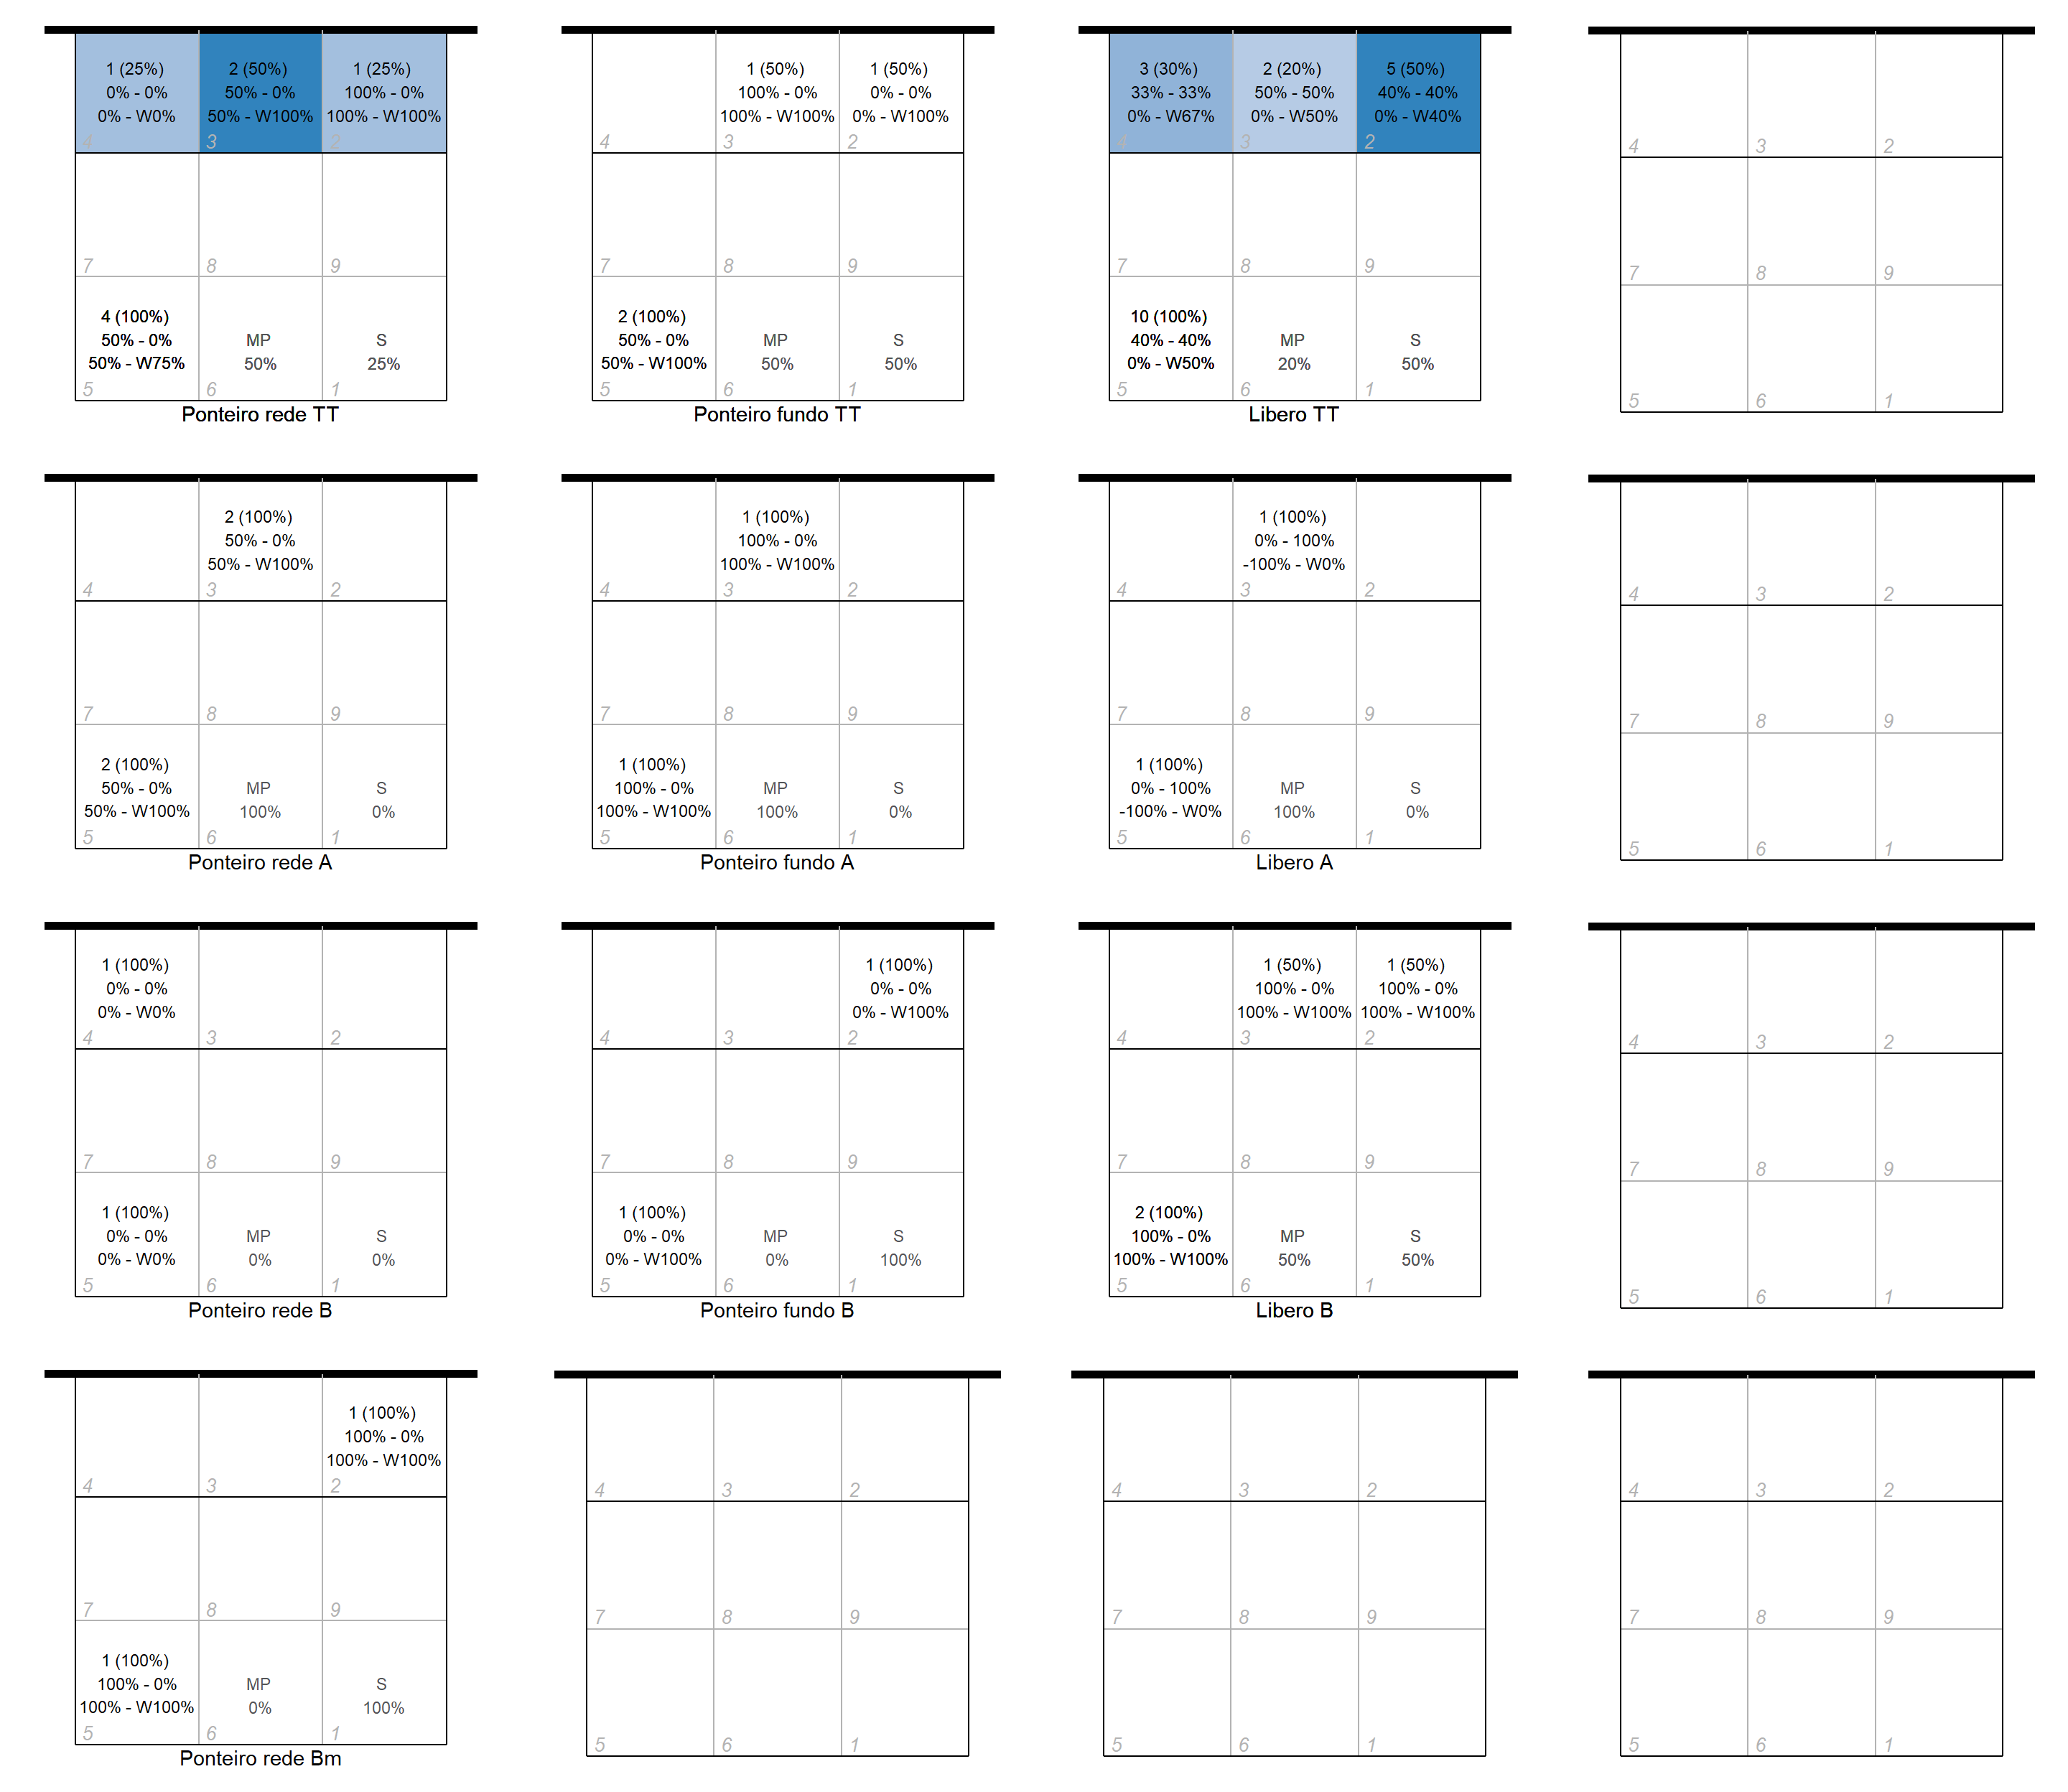 1 (25%) 2 (50%) 1 (25%)
0% - 0% 50% - 0% 100% - 0%
0% - W0% 50% - W100% 100% - W100%
4 3 2
7 8 9
4 (100%)
50% - 0% MP S
50% - W75% 50% 25%
5 6 1
Ponteiro rede TT
1 (50%) 1 (50%)
100% - 0% 0% - 0%
100% - W100% 0% - W100%
4 3 2
7 8 9
2 (100%)
50% - 0% MP S
50% - W100% 50% 50%
5 6 1
Ponteiro fundo TT
3 (30%) 2 (20%) 5 (50%)
33% - 33% 50% - 50% 40% - 40%
0% - W67% 0% - W50% 0% - W40%
4 3 2
7 8 9
10 (100%)
40% - 40% MP S
0% - W50% 20% 50%
5 6 1
Libero TT
4 3 2
7 8 9
5 6 1
2 (100%)
50% - 0%
50% - W100%
4 3 2
7 8 9
2 (100%)
50% - 0% MP S
50% - W100% 100% 0%
5 6 1
Ponteiro rede A
1 (100%)
100% - 0%
100% - W100%
4 3 2
7 8 9
1 (100%)
100% - 0% MP S
100% - W100% 100% 0%
5 6 1
Ponteiro fundo A
1 (100%)
0% - 100%
-100% - W0%
4 3 2
7 8 9
1 (100%)
0% - 100% MP S
-100% - W0% 100% 0%
5 6 1
Libero A
4 3 2
7 8 9
5 6 1
1 (100%)
0% - 0%
0% - W0%
4 3 2
7 8 9
1 (100%)
0% - 0% MP S
0% - W0% 0% 0%
5 6 1
Ponteiro rede B
1 (100%)
0% - 0%
0% - W100%
4 3 2
7 8 9
1 (100%)
0% - 0% MP S
0% - W100% 0% 100%
5 6 1
Ponteiro fundo B
1 (50%) 1 (50%)
100% - 0% 100% - 0%
100% - W100% 100% - W100%
4 3 2
7 8 9
2 (100%)
100% - 0% MP S
100% - W100% 50% 50%
5 6 1
Libero B
4 3 2
7 8 9
5 6 1
1 (100%)
100% - 0%
100% - W100%
4 3 2
7 8 9
1 (100%)
100% - 0% MP S
100% - W100% 0% 100%
5 6 1
Ponteiro rede Bm
4 3 2
7 8 9
5 6 1
4 3 2
7 8 9
5 6 1
4 3 2
7 8 9
5 6 1